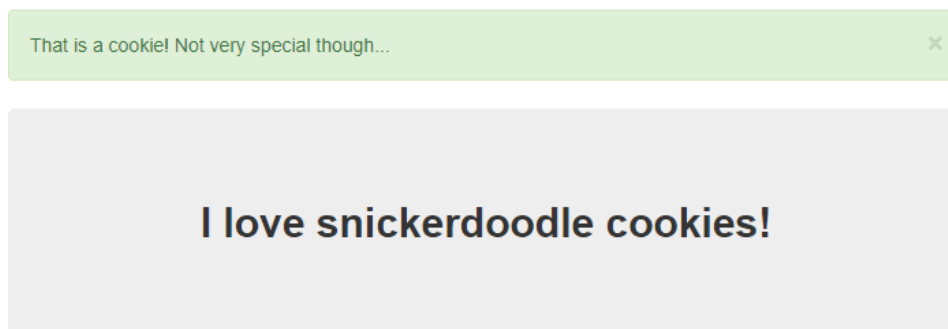 That is a cookie! Not very special though...
×
I love snickerdoodle cookies!